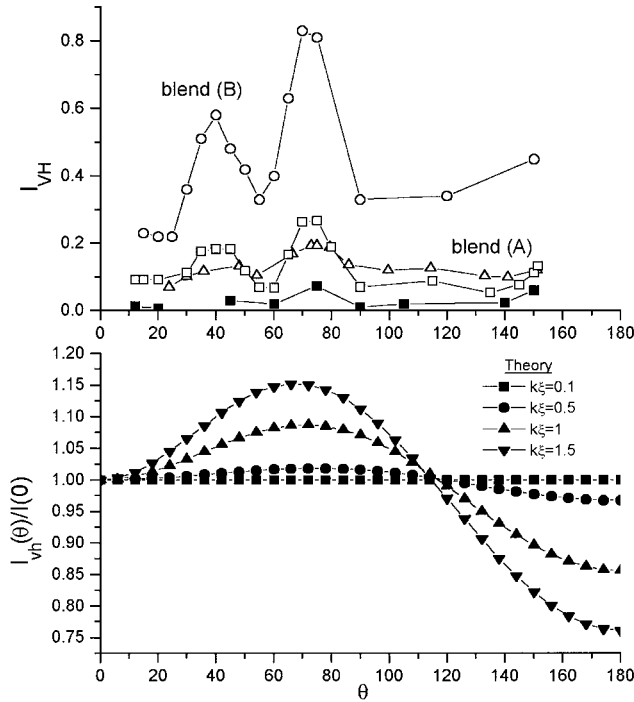 0.8
0.6
0.4
0.2
0.0
I_VH
blend (B)
blend (A)
0 20 40 60 80 100 120 140 160 180
1.20
1.15
1.10
1.05
1.00
0.95
0.90
0.85
0.80
0.75
I_vh(θ)/I(0)
Theory
kξ=0.1
kξ=0.5
kξ=1
kξ=1.5
0 20 40 60 80 100 120 140 160 180
θ